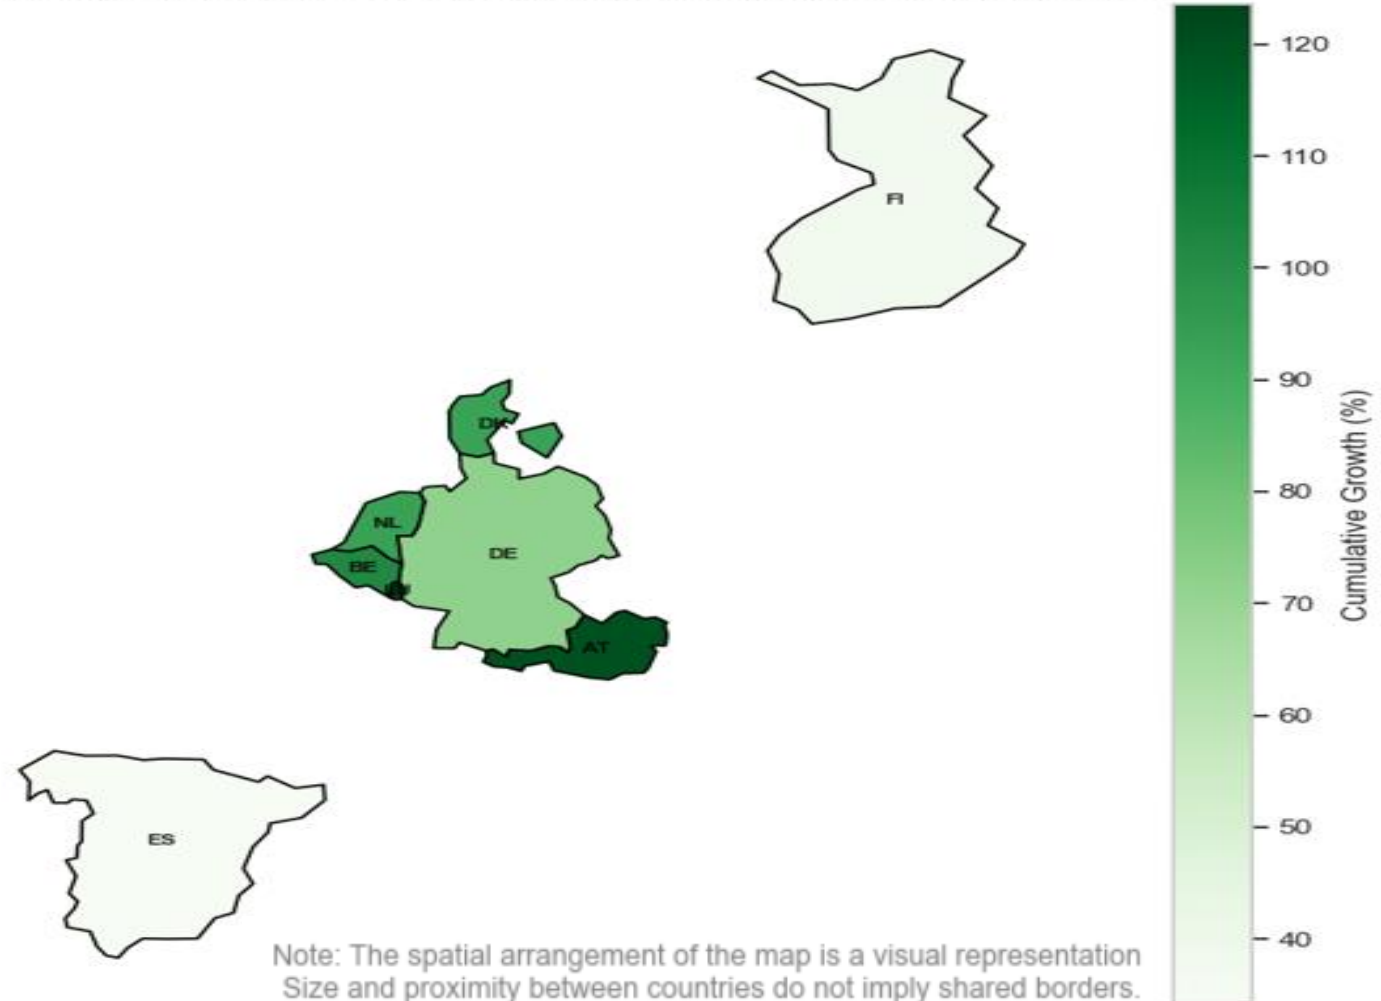 120
110
FI
100
90
DK
80
NL
DE
BE
70
AT
60
50
ES
40
Cumulative Growth (%)
Note: The spatial arrangement of the map is a visual representation
Size and proximity between countries do not imply shared borders.